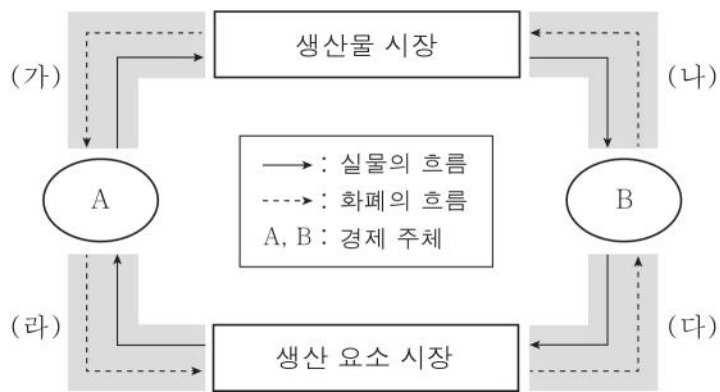 생산물 시장
(가)
(나)
: 실물의 흐름
: 화폐의 흐름
A, B : 경제 주체
A
B
(라)
(다)
생산 요소 시장